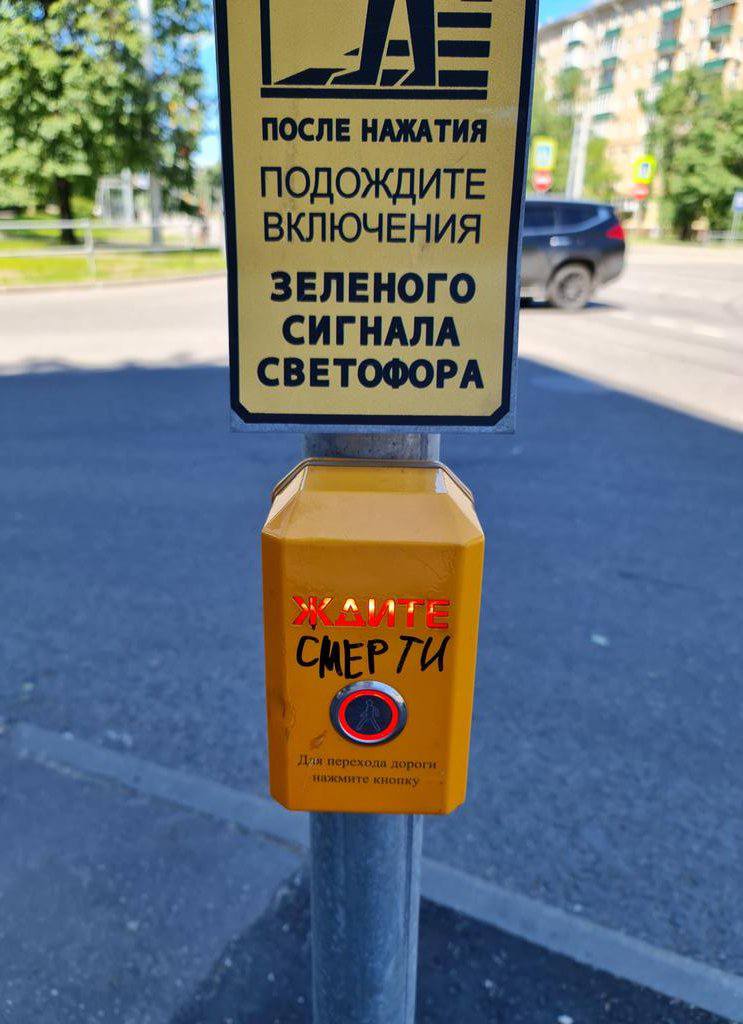 ПОСЛЕ НАЖАТИЯ
ПОДОЖДИТЕ
ВКЛЮЧЕНИЯ
ЗЕЛЕНОГО
СИГНАЛА
СВЕТОФОРА
ЖДИТЕ
СМЕРТИ
Для перехода дороги
нажмите кнопку